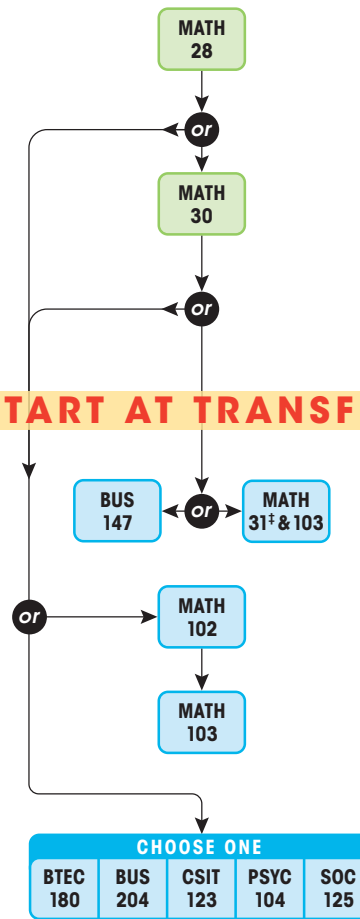 MATH
28
or
MATH
30
or
TART AT TRANSF
BUS
147
or
MATH
31‡ & 103
or
MATH
102
MATH
103
CHOOSE ONE
BTEC
180
BUS
204
CSIT
123
PSYC
104
SOC
125